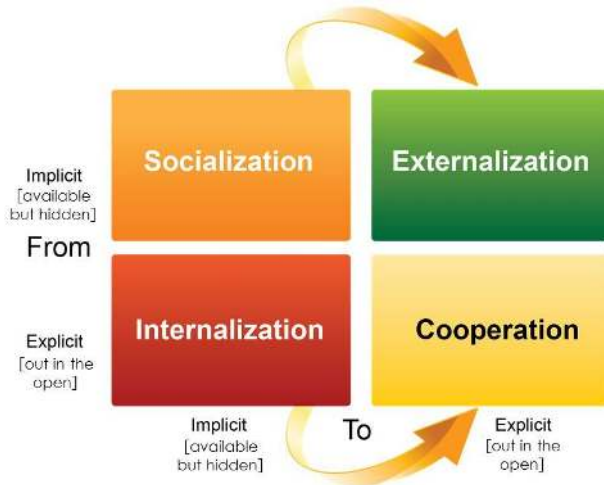 Socialization
Externalization
Implicit
[available
but hidden]
From
Internalization
Cooperation
Explicit
[out in the
open]
Implicit
[available
but hidden]
To
Explicit
[out in the
open]